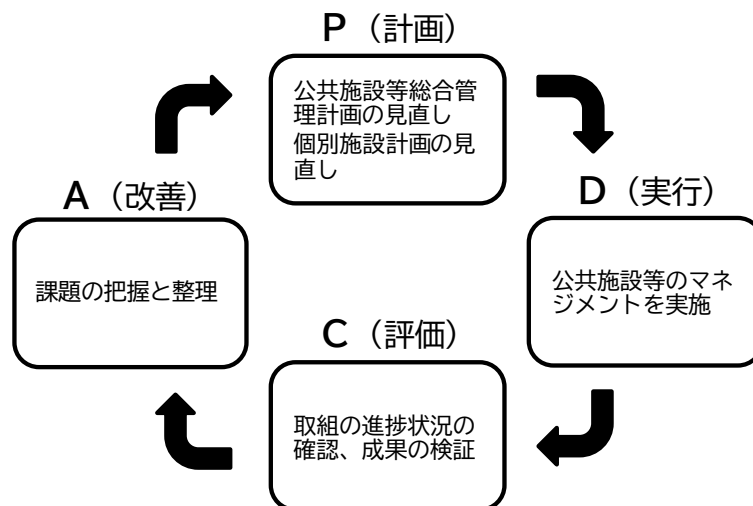 P（計画）
公共施設等総合管
理計画の見直し
個別施設計画の見
直し
D（実行）
公共施設等のマネ
ジメントを実施
C（評価）
取組の進捗状況の
確認、成果の検証
A（改善）
課題の把握と整理